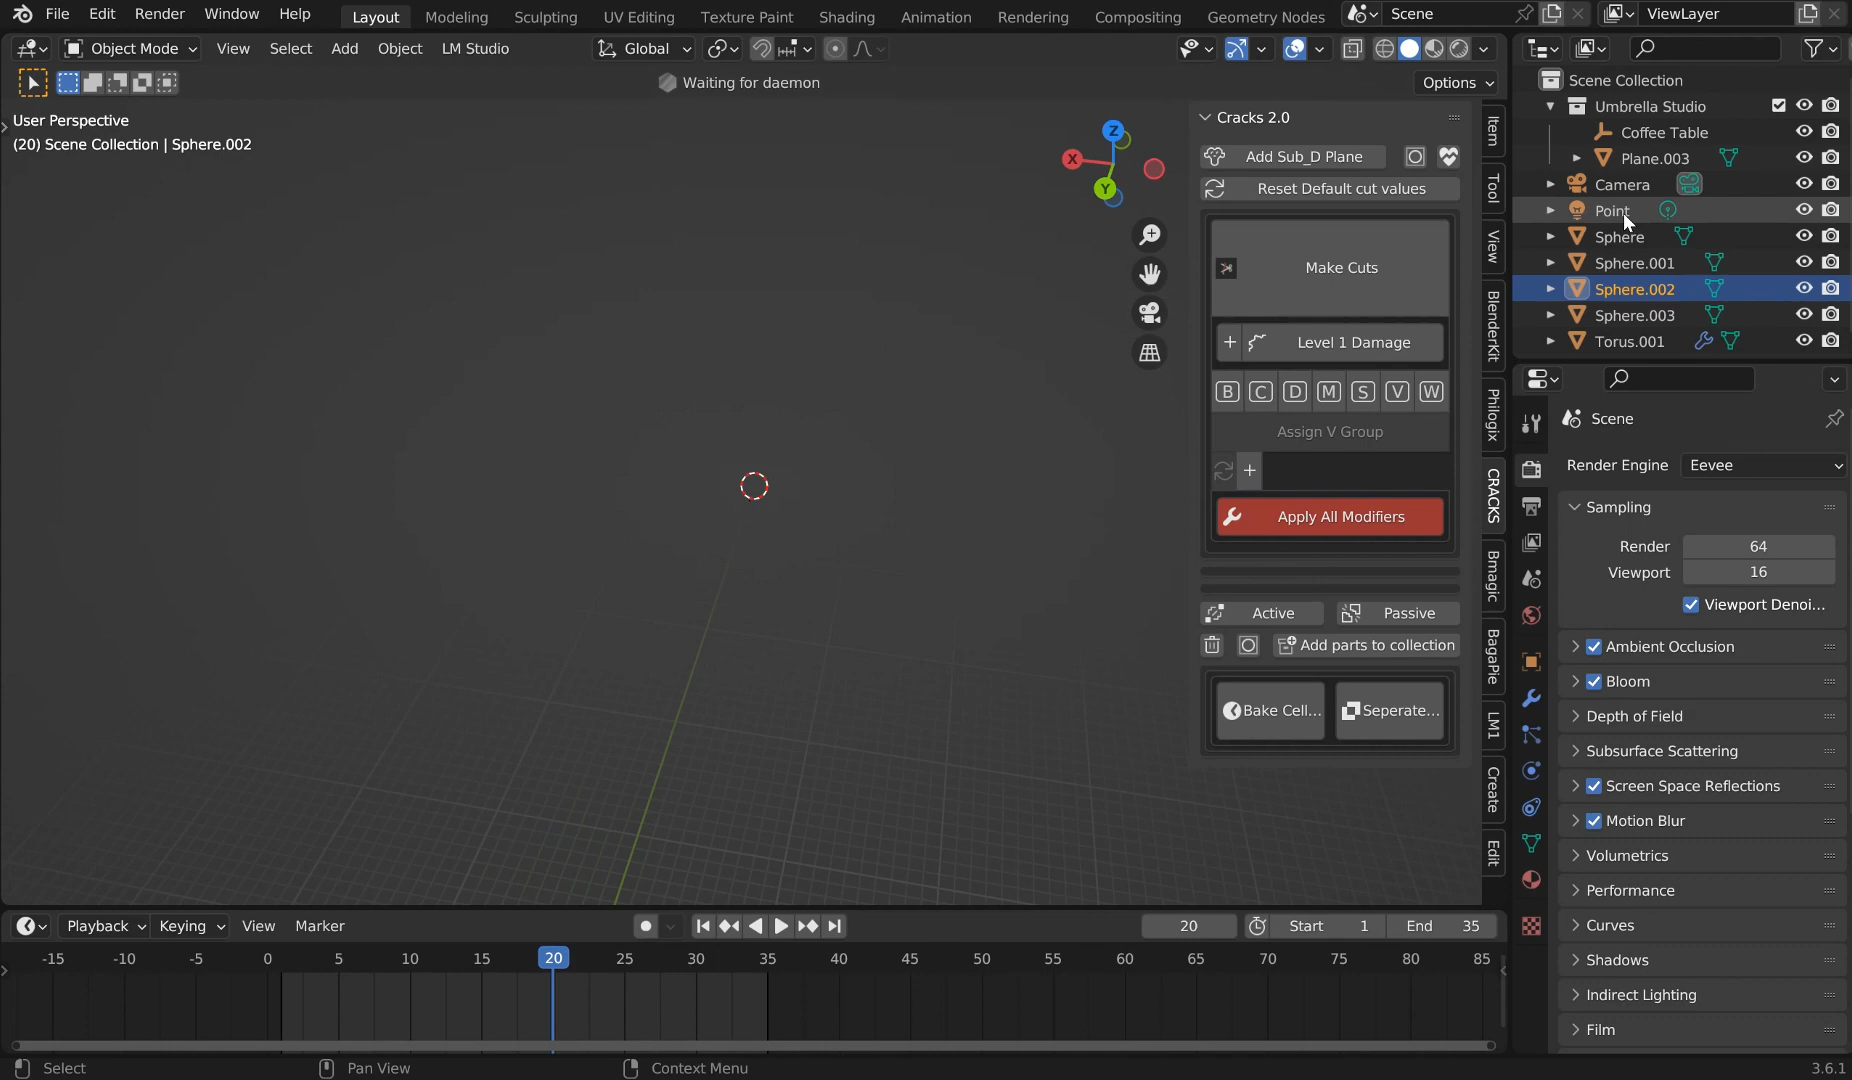 File Edit Render Window Help Layout Modeling Sculpting UV Editing Texture Paint Shading Animation Rendering Compositing Geometry Nodes Scene ViewLayer
Object Mode View Select Add Object LM Studio Global
Waiting for daemon Options
User Perspective
(20) Scene Collection | Sphere.002
X
Y
Z
Cracks 2.0
Add Sub_D Plane
Reset Default cut values
Make Cuts
+ Level 1 Damage
B C D M S V W
Assign V Group
+
Apply All Modifiers
Active Passive
Add parts to collection
Bake Cell... Seperate...
Item
Tool
View
BlenderKit
Philogix
CRACKS
Bmagic
BagaPie
LM1
Create
Edit
Scene Collection
Umbrella Studio
Coffee Table
Plane.003
Camera
Point
Sphere
Sphere.001
Sphere.002
Sphere.003
Torus.001
Scene
Render Engine Eevee
Sampling
Render 64
Viewport 16
Viewport Denoi...
Ambient Occlusion
Bloom
Depth of Field
Subsurface Scattering
Screen Space Reflections
Motion Blur
Volumetrics
Performance
Curves
Shadows
Indirect Lighting
Film
Playback Keying View Marker 20 Start 1 End 35
-15 -10 -5 0 5 10 15 20 25 30 35 40 45 50 55 60 65 70 75 80 85
Select Pan View Context Menu 3.6.1